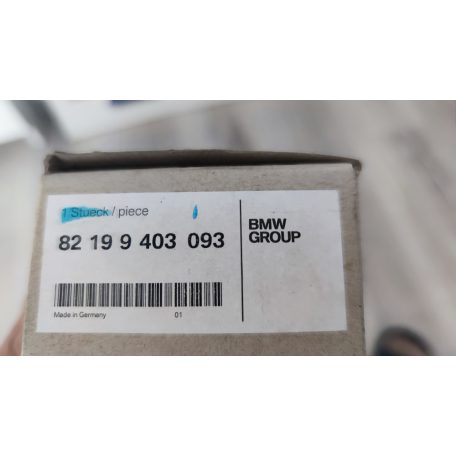 1 Stueck / piece
82 19 9 403 093
Made in Germany 01
BMW
GROUP